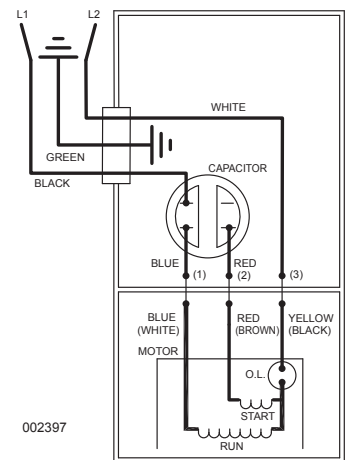 L1
L2
WHITE
GREEN
BLACK
CAPACITOR
BLUE
(1)
RED
(2)
(3)
BLUE
(WHITE)
RED
(BROWN)
YELLOW
(BLACK)
MOTOR
O.L.
START
RUN
002397